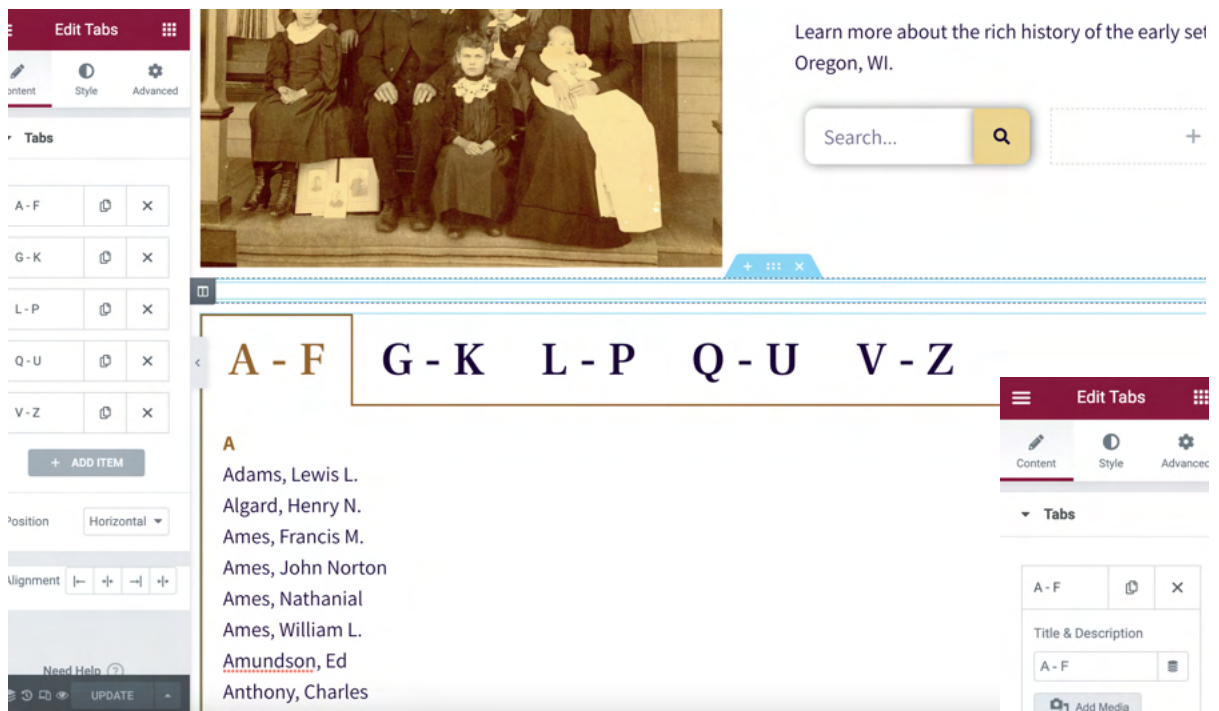 Edit Tabs
ontent
Style
Advanced
Tabs
A - F
G - K
L - P
Q - U
V - Z
+ ADD ITEM
Position
Horizontal
Alignment
Need Help ?
UPDATE
Learn more about the rich history of the early set
Oregon, WI.
Search...
A - F G - K L - P Q - U V - Z
A
Adams, Lewis L.
Algard, Henry N.
Ames, Francis M.
Ames, John Norton
Ames, Nathanial
Ames, William L.
Amundson, Ed
Anthony, Charles
Edit Tabs
Content
Style
Advanced
Tabs
A - F
Title & Description
A - F
Add Media